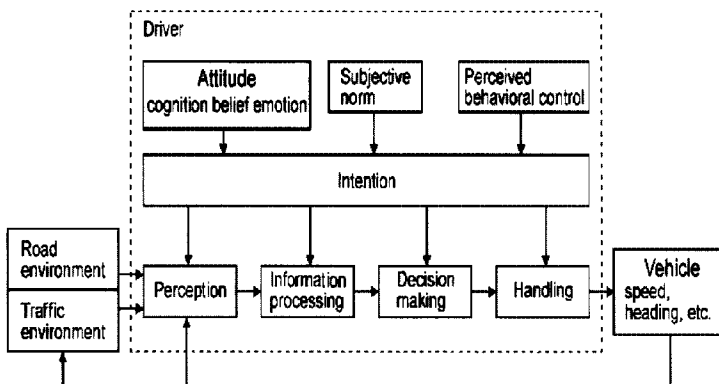 Driver
Attitude
cognition belief emotion
Subjective
norm
Perceived
behavioral control
Intention
Road
environment
Traffic
environment
Perception
Information
processing
Decision
making
Handling
Vehicle
speed,
heading, etc.